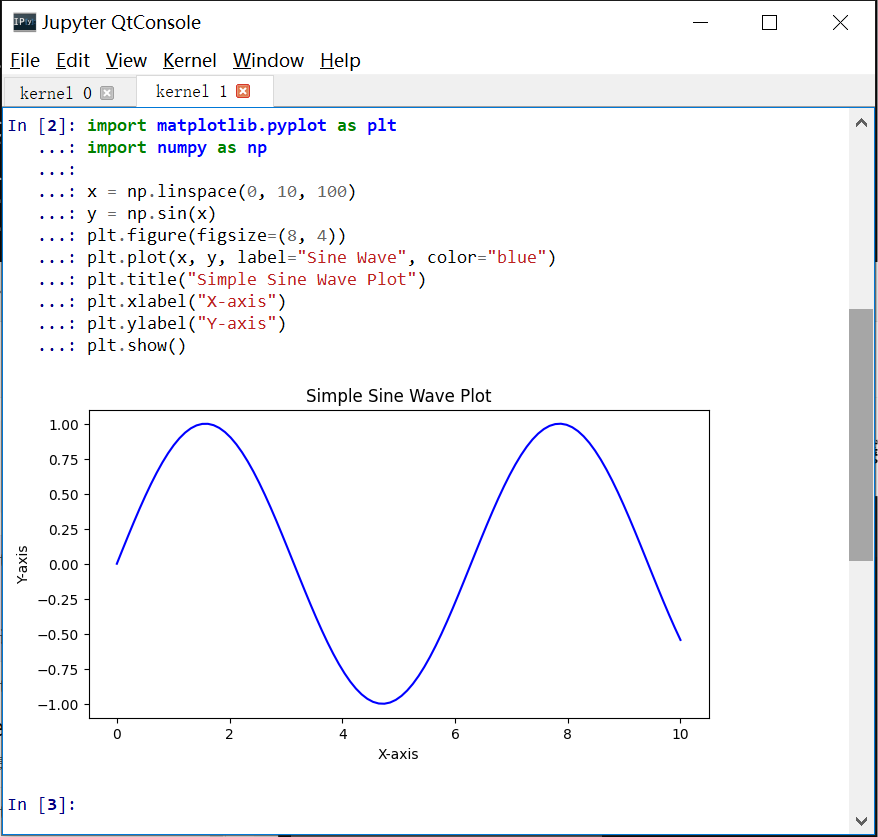 IP[y] Jupyter QtConsole
File Edit View Kernel Window Help
kernel 0 kernel 1
In [2]: import matplotlib.pyplot as plt
...: import numpy as np
...:
...: x = np.linspace(0, 10, 100)
...: y = np.sin(x)
...: plt.figure(figsize=(8, 4))
...: plt.plot(x, y, label="Sine Wave", color="blue")
...: plt.title("Simple Sine Wave Plot")
...: plt.xlabel("X-axis")
...: plt.ylabel("Y-axis")
...: plt.show()
Simple Sine Wave Plot
1.00
0.75
0.50
0.25
0.00
−0.25
−0.50
−0.75
−1.00
Y-axis
0 2 4 6 8 10
X-axis
In [3]: